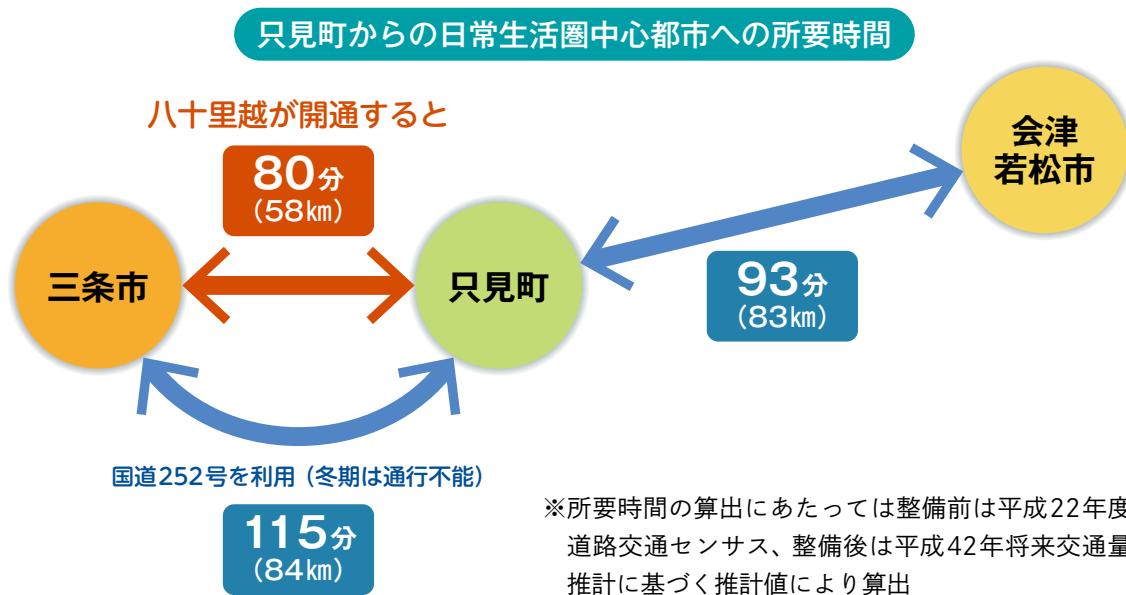 只見町からの日常生活圏中心都市への所要時間
八十里越が開通すると
80分
(58㎞)
会津
若松市
三条市
只見町
93分
(83㎞)
国道252号を利用(冬期は通行不能)
115分
(84㎞)
※所要時間の算出にあたっては整備前は平成22年度
道路交通センサス、整備後は平成42年将来交通量
推計に基づく推計値により算出